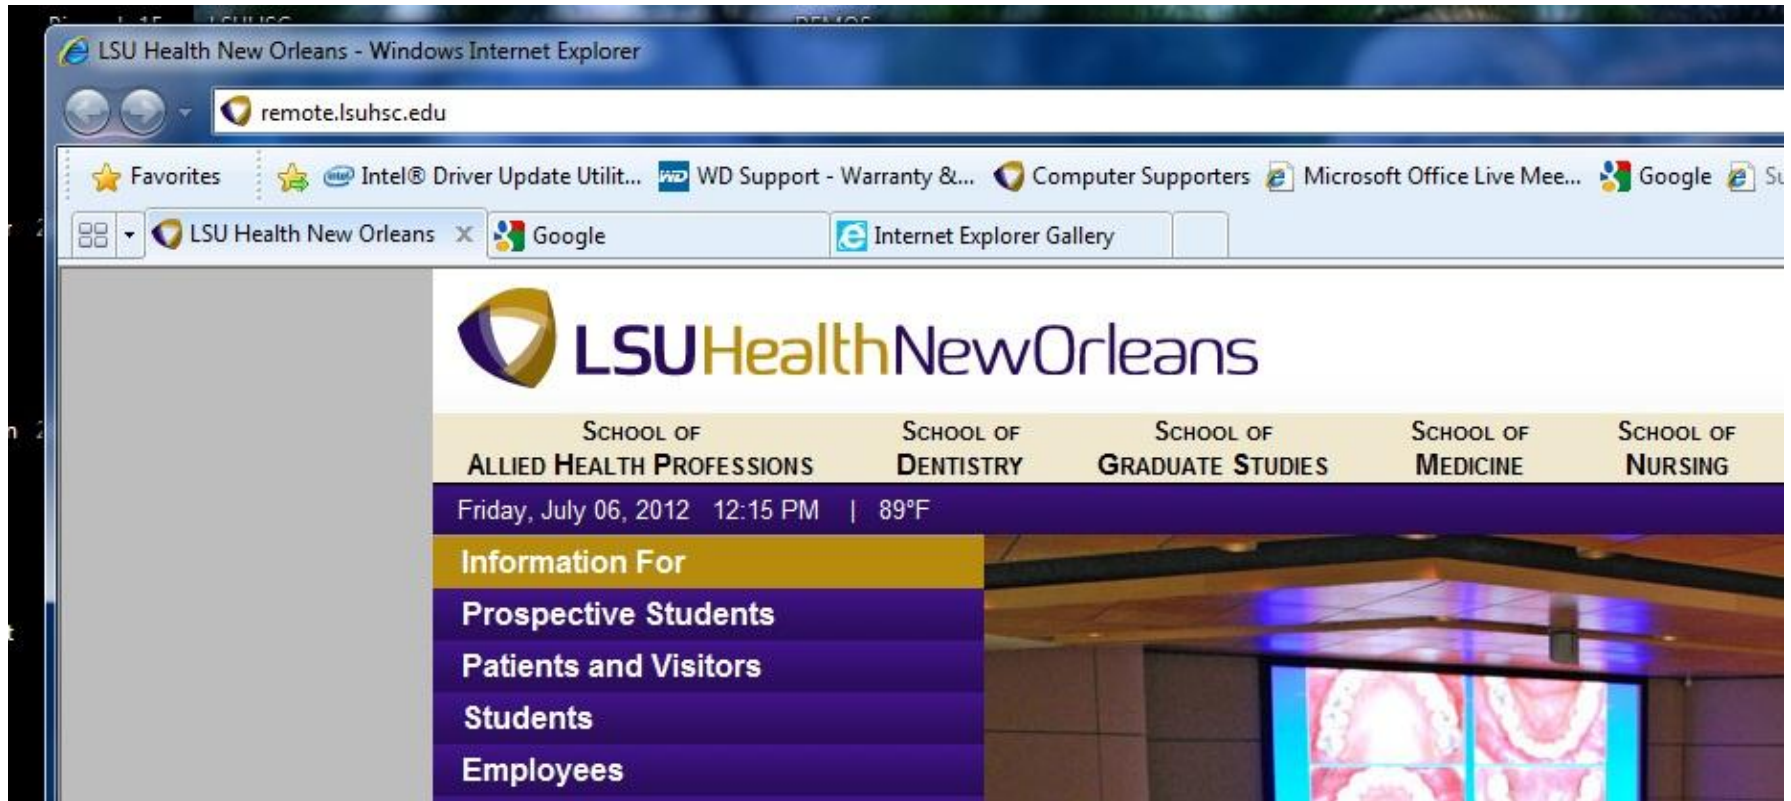 LSUHSC
LSU Health New Orleans - Windows Internet Explorer
remote.lsuhsc.edu
Favorites Intel® Driver Update Utilit... WD WD Support - Warranty &... Computer Supporters Microsoft Office Live Mee... Google Su
LSU Health New Orleans X Google Internet Explorer Gallery
LSUHealthNewOrleans
SCHOOL OF ALLIED HEALTH PROFESSIONS
SCHOOL OF DENTISTRY
SCHOOL OF GRADUATE STUDIES
SCHOOL OF MEDICINE
SCHOOL OF NURSING
Friday, July 06, 2012 12:15 PM | 89°F
Information For
Prospective Students
Patients and Visitors
Students
Employees